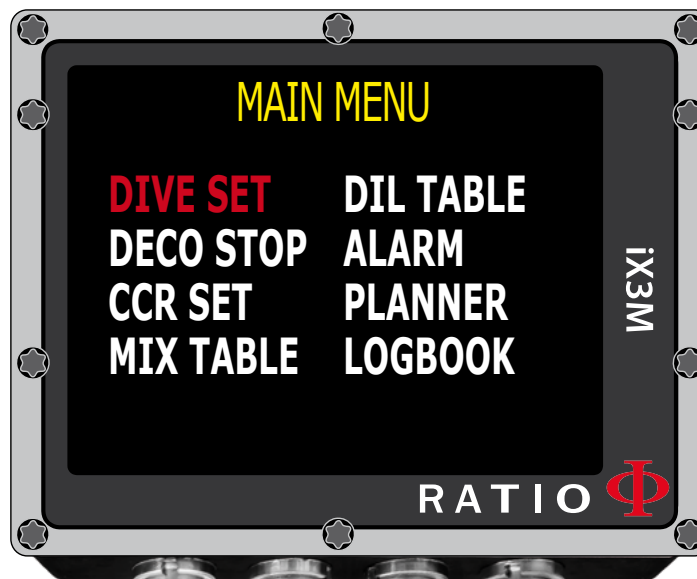 MAIN MENU
DIVE SET DIL TABLE
DECO STOP ALARM
CCR SET PLANNER
MIX TABLE LOGBOOK
iX3M
RATIO Φ